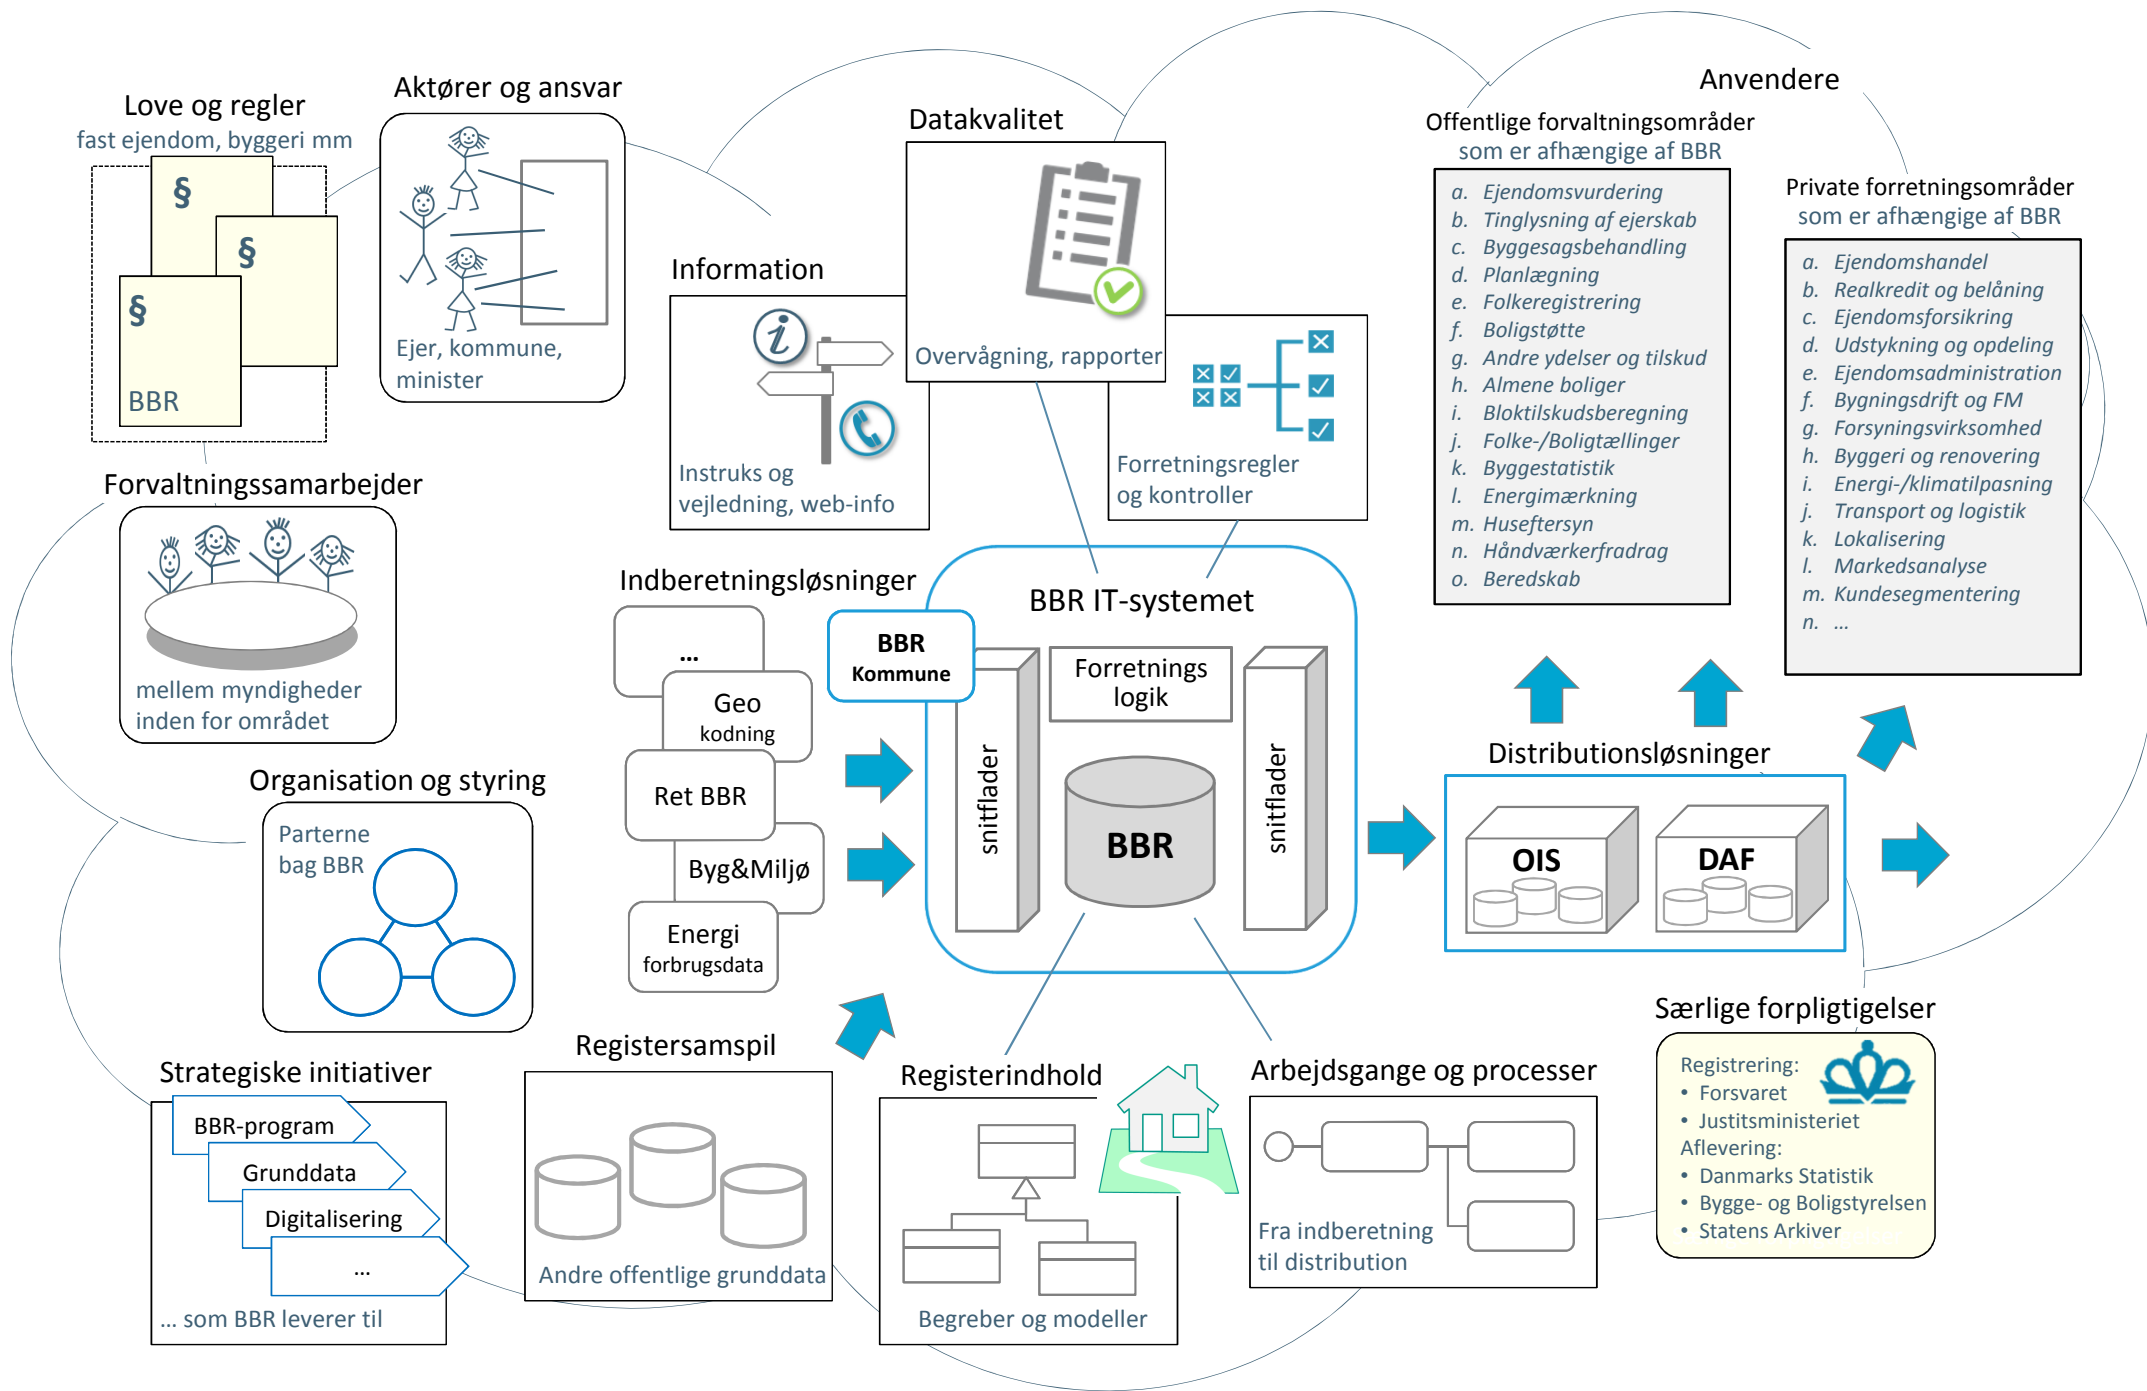 Love og regler
fast ejendom, byggeri mm
§
§
§
BBR
Aktører og ansvar
Ejer, kommune,
minister
Datakvalitet
Overvågning, rapporter
Information
i
Instruks og
vejledning, web-info
Forretningsregler
og kontroller
Anvendere
Offentlige forvaltningsområder
som er afhængige af BBR
a. Ejendomsvurdering
b. Tinglysning af ejerskab
c. Byggesagsbehandling
d. Planlægning
e. Folkeregistrering
f. Boligstøtte
g. Andre ydelser og tilskud
h. Almene boliger
i. Bloktilskudsberegning
j. Folke-/Boligtællinger
k. Byggestatistik
l. Energimærkning
m. Huseftersyn
n. Håndværkerfradrag
o. Beredskab
Private forretningsområder
som er afhængige af BBR
a. Ejendomshandel
b. Realkredit og belåning
c. Ejendomsforsikring
d. Udstykning og opdeling
e. Ejendomsadministration
f. Bygningsdrift og FM
g. Forsyningsvirksomhed
h. Byggeri og renovering
i. Energi-/klimatilpasning
j. Transport og logistik
k. Lokalisering
l. Markedsanalyse
m. Kundesegmentering
n. …
Forvaltningssamarbejder
mellem myndigheder
inden for området
Indberetningsløsninger
…
Geo
kodning
Ret BBR
Byg&Miljø
Energi
forbrugsdata
BBR
Kommune
BBR IT-systemet
snitflader
Forretnings
logik
BBR
snitflader
Distributionsløsninger
OIS
DAF
Organisation og styring
Parterne
bag BBR
Strategiske initiativer
BBR-program
Grunddata
Digitalisering
…
… som BBR leverer til
Registersamspil
Andre offentlige grunddata
Registerindhold
Begreber og modeller
Arbejdsgange og processer
Fra indberetning
til distribution
Særlige forpligtigelser
Registrering:
• Forsvaret
• Justitsministeriet
Aflevering:
• Danmarks Statistik
• Bygge- og Boligstyrelsen
• Statens Arkiver